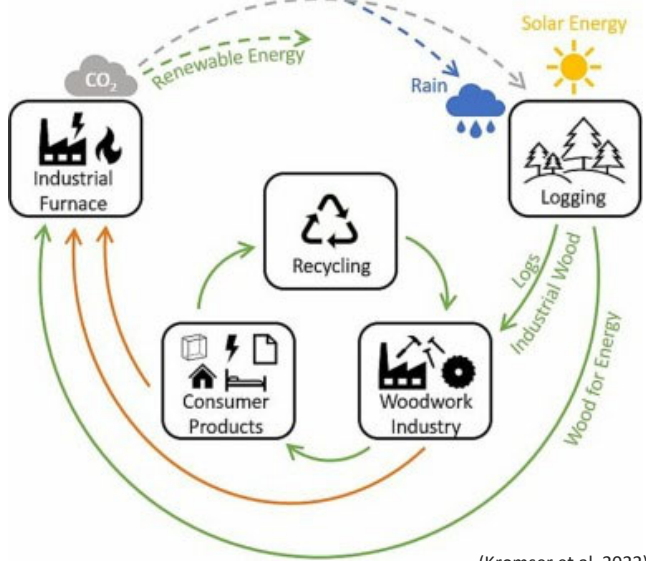 Solar Energy
CO₂
Renewable Energy
Rain
Industrial
Furnace
Logging
Recycling
Logs
Industrial Wood
Wood for Energy
Consumer
Products
Woodwork
Industry